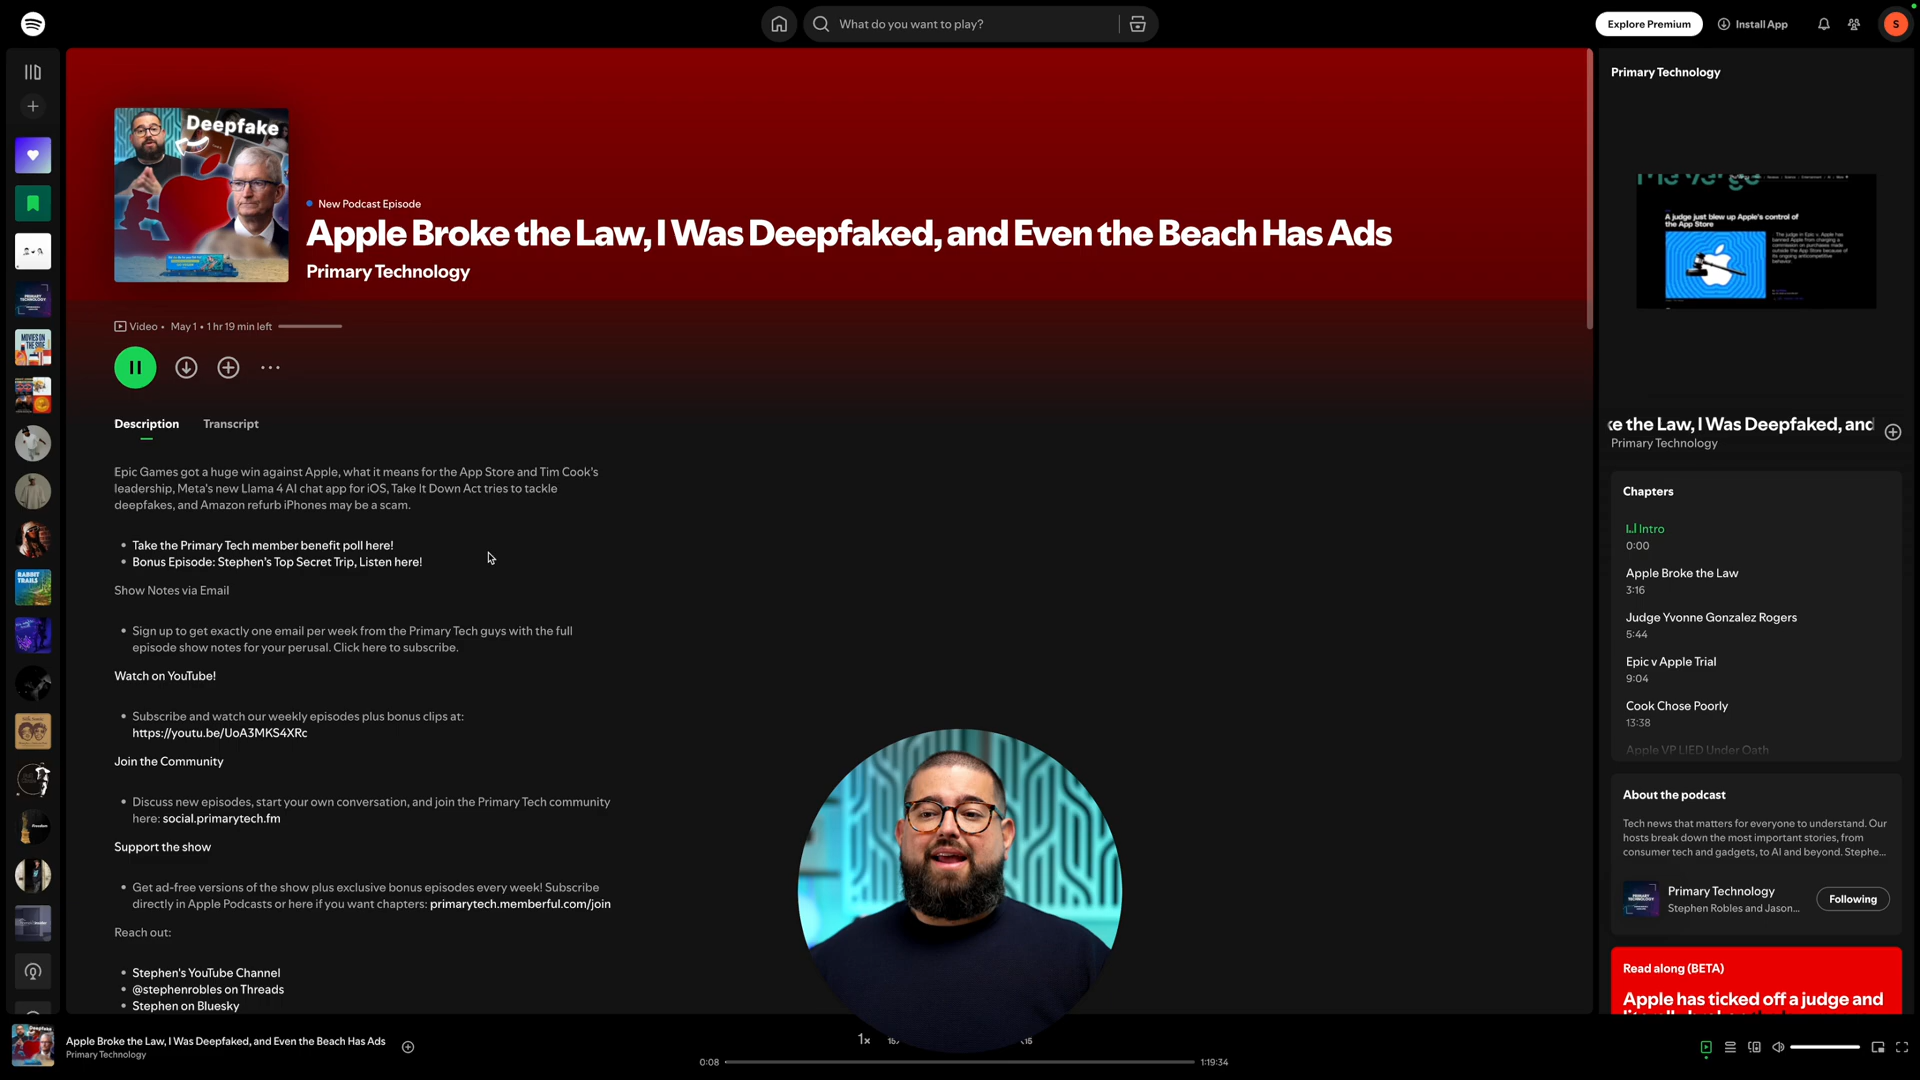 What do you want to play?
Explore Premium
Install App
S
Deepfake
New Podcast Episode
Apple Broke the Law, I Was Deepfaked, and Even the Beach Has Ads
Primary Technology
Video • May 1 • 1 hr 19 min left
Description
Transcript
Epic Games got a huge win against Apple, what it means for the App Store and Tim Cook's
leadership, Meta's new Llama 4 AI chat app for iOS, Take It Down Act tries to tackle
deepfakes, and Amazon refurb iPhones may be a scam.
• Take the Primary Tech member benefit poll here!
• Bonus Episode: Stephen's Top Secret Trip, Listen here!
Show Notes via Email
• Sign up to get exactly one email per week from the Primary Tech guys with the full
episode show notes for your perusal. Click here to subscribe.
Watch on YouTube!
• Subscribe and watch our weekly episodes plus bonus clips at:
https://youtu.be/UoA3MKS4XRc
Join the Community
• Discuss new episodes, start your own conversation, and join the Primary Tech community
here: social.primarytech.fm
Support the show
• Get ad-free versions of the show plus exclusive bonus episodes every week! Subscribe
directly in Apple Podcasts or here if you want chapters: primarytech.memberful.com/join
Reach out:
• Stephen's YouTube Channel
• @stephenrobles on Threads
• Stephen on Bluesky
Primary Technology
A judge just blew up Apple's control of
the App Store
ke the Law, I Was Deepfaked, and
Primary Technology
Chapters
Intro
0:00
Apple Broke the Law
3:16
Judge Yvonne Gonzalez Rogers
5:44
Epic v Apple Trial
9:04
Cook Chose Poorly
13:38
Apple VP LIED Under Oath
About the podcast
Tech news that matters for everyone to understand. Our
hosts break down the most important stories, from
consumer tech and gadgets, to AI and beyond. Stephe...
Primary Technology
Stephen Robles and Jason...
Following
Read along (BETA)
Apple has ticked off a judge and
MOVIES ON
THE SIDE
RABBIT
TRAILS
Apple Broke the Law, I Was Deepfaked, and Even the Beach Has Ads
Primary Technology
1x
0:08
1:19:34